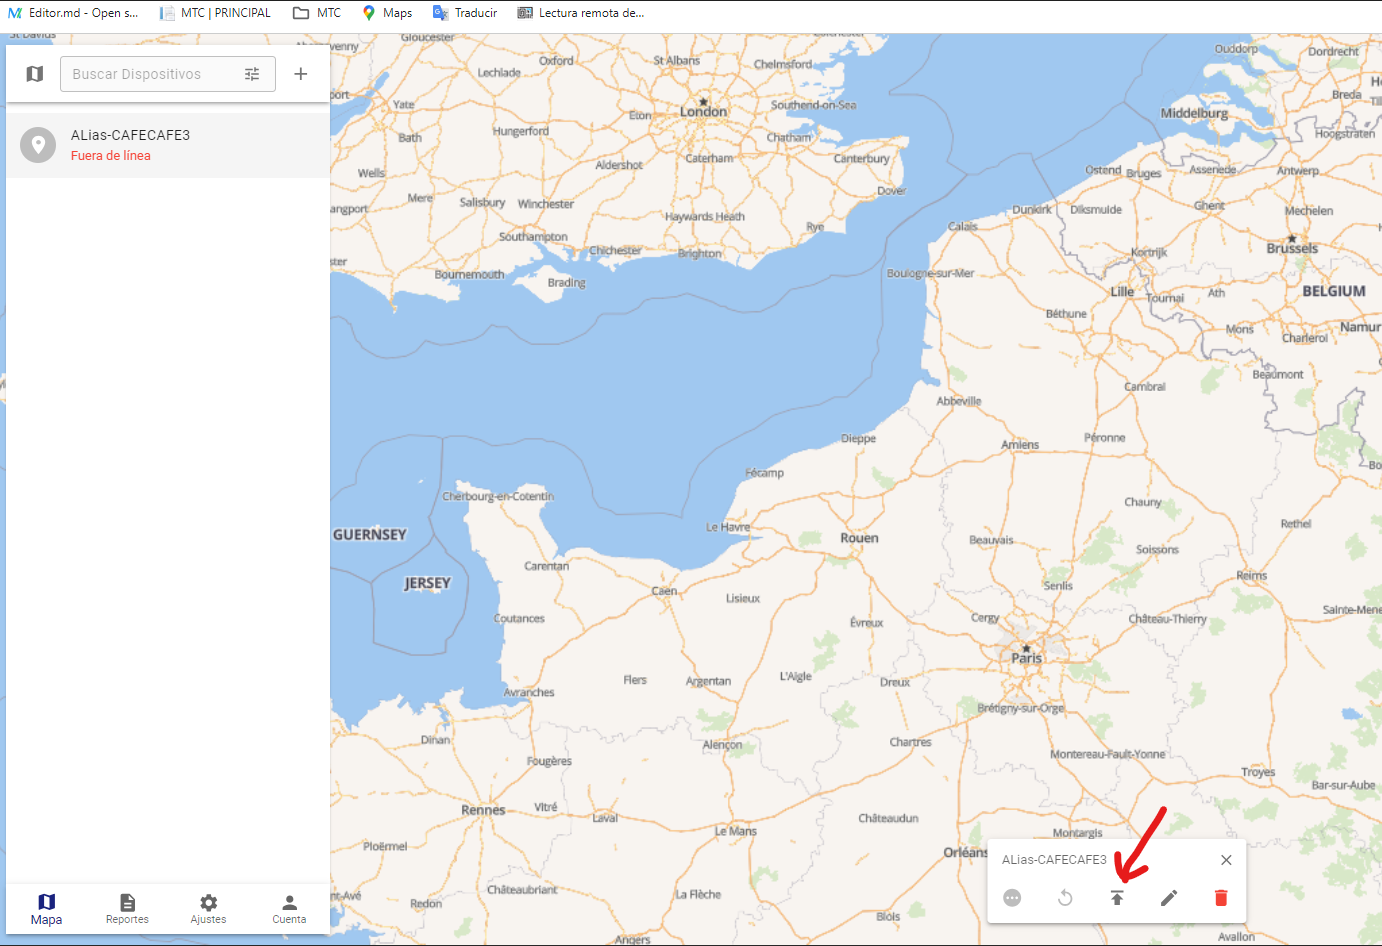 Editor.md - Open s...
MTC | PRINCIPAL
MTC
Maps
Traducir
Lectura remota de...
Buscar Dispositivos
ALias-CAFECAFE3
Fuera de línea
Gloucester
Oxford
St Albans
Chelmsford
Ouddorp
Dordrecht
Lechlade
Breda
Yate
London
Southend-on-Sea
Middelburg
Eton
Hungerford
Bath
Chatham
Hoogstraten
Aldershot
Caterham
Canterbury
Wells
Ostend
Bruges
Assenede
Antwerp
Dover
Mere
Salisbury
Winchester
Dunkirk
Diksmuide
Ghent
Mechelen
Haywards Heath
Rye
Calais
Southampton
Chichester
Brighton
Kortrijk
Brussels
Bournemouth
Brading
Boulogne-sur-Mer
Lille
Tournai
Ath
BELGIUM
Béthune
Mons
Charleroi
Namur
Beaumont
Cambrai
Abbeville
Dieppe
Amiens
Péronne
Fécamp
Cherbourg-en-Cotentin
Chauny
Le Havre
Rethel
GUERNSEY
Rouen
Beauvais
Soissons
Carentan
JERSEY
Caen
Lisieux
Senlis
Reims
Coutances
Évreux
Cergy
Château-Thierry
Sainte-Mene
Paris
Flers
Argentan
L'Aigle
Dreux
Avranches
Brétigny-sur-Orge
Dinan
Alençon
Chartres
Montereau-Fault-Yonne
Fougères
Troyes
Bar-sur-Aube
Rennes
Vitré
Laval
Le Mans
Châteaudun
Montargis
Ploërmel
Orléans
ALias-CAFECAFE3
Châteaubriant
La Flèche
Redon
Blois
Angers
Avallon
Mapa
Reportes
Ajustes
Cuenta